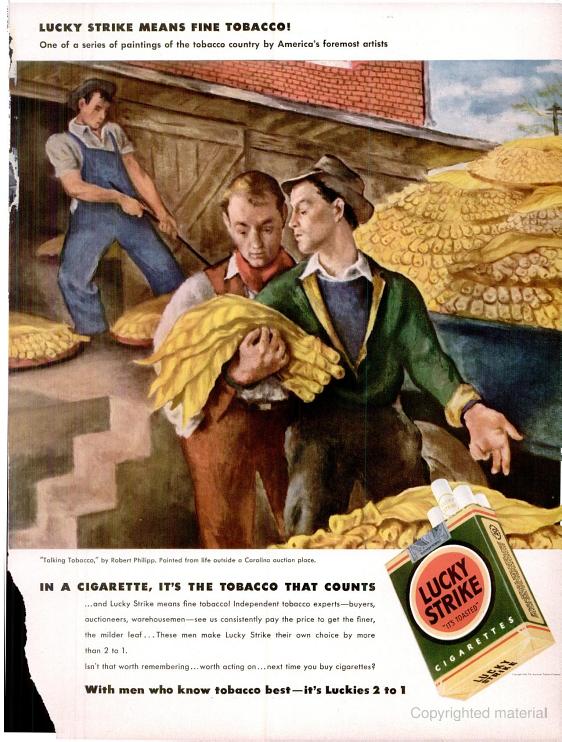 LUCKY STRIKE MEANS FINE TOBACCO!
One of a series of paintings of the tobacco country by America's foremost artists
"Talking Tobacco," by Robert Philipp. Painted from life outside a Carolina auction place.
IN A CIGARETTE, IT'S THE TOBACCO THAT COUNTS
...and Lucky Strike means fine tobacco! Independent tobacco experts—buyers,
auctioneers, warehousemen—see us consistently pay the price to get the finer,
the milder leaf...These men make Lucky Strike their own choice by more
than 2 to 1.
Isn't that worth remembering...worth acting on...next time you buy cigarettes?
With men who know tobacco best—it's Luckies 2 to 1
LUCKY
STRIKE
"IT'S TOASTED"
CIGARETTES
LUCKY
STRIKE
Copyrighted material